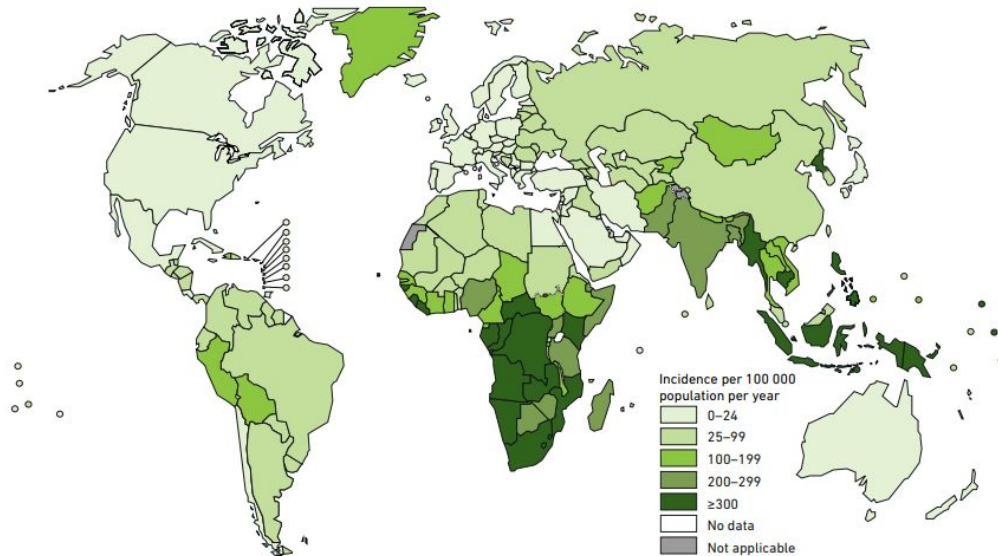 Incidence per 100 000
population per year
0–24
25–99
100–199
200–299
≥300
No data
Not applicable